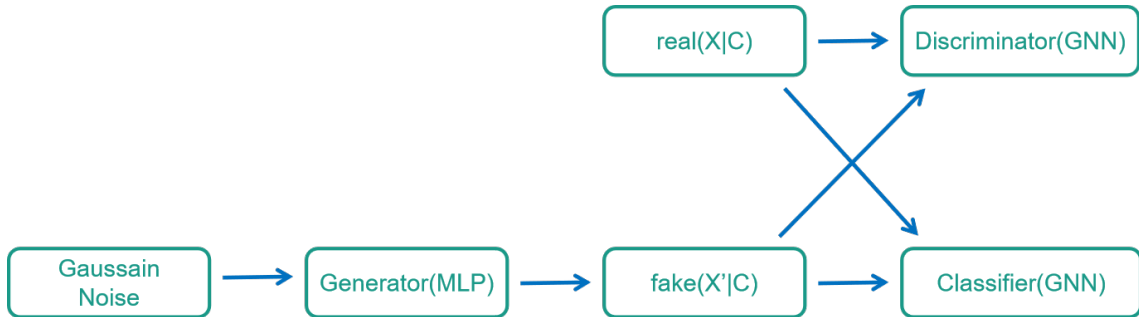 real(X|C)
Discriminator(GNN)
Gaussain
Noise
Generator(MLP)
fake(X'|C)
Classifier(GNN)